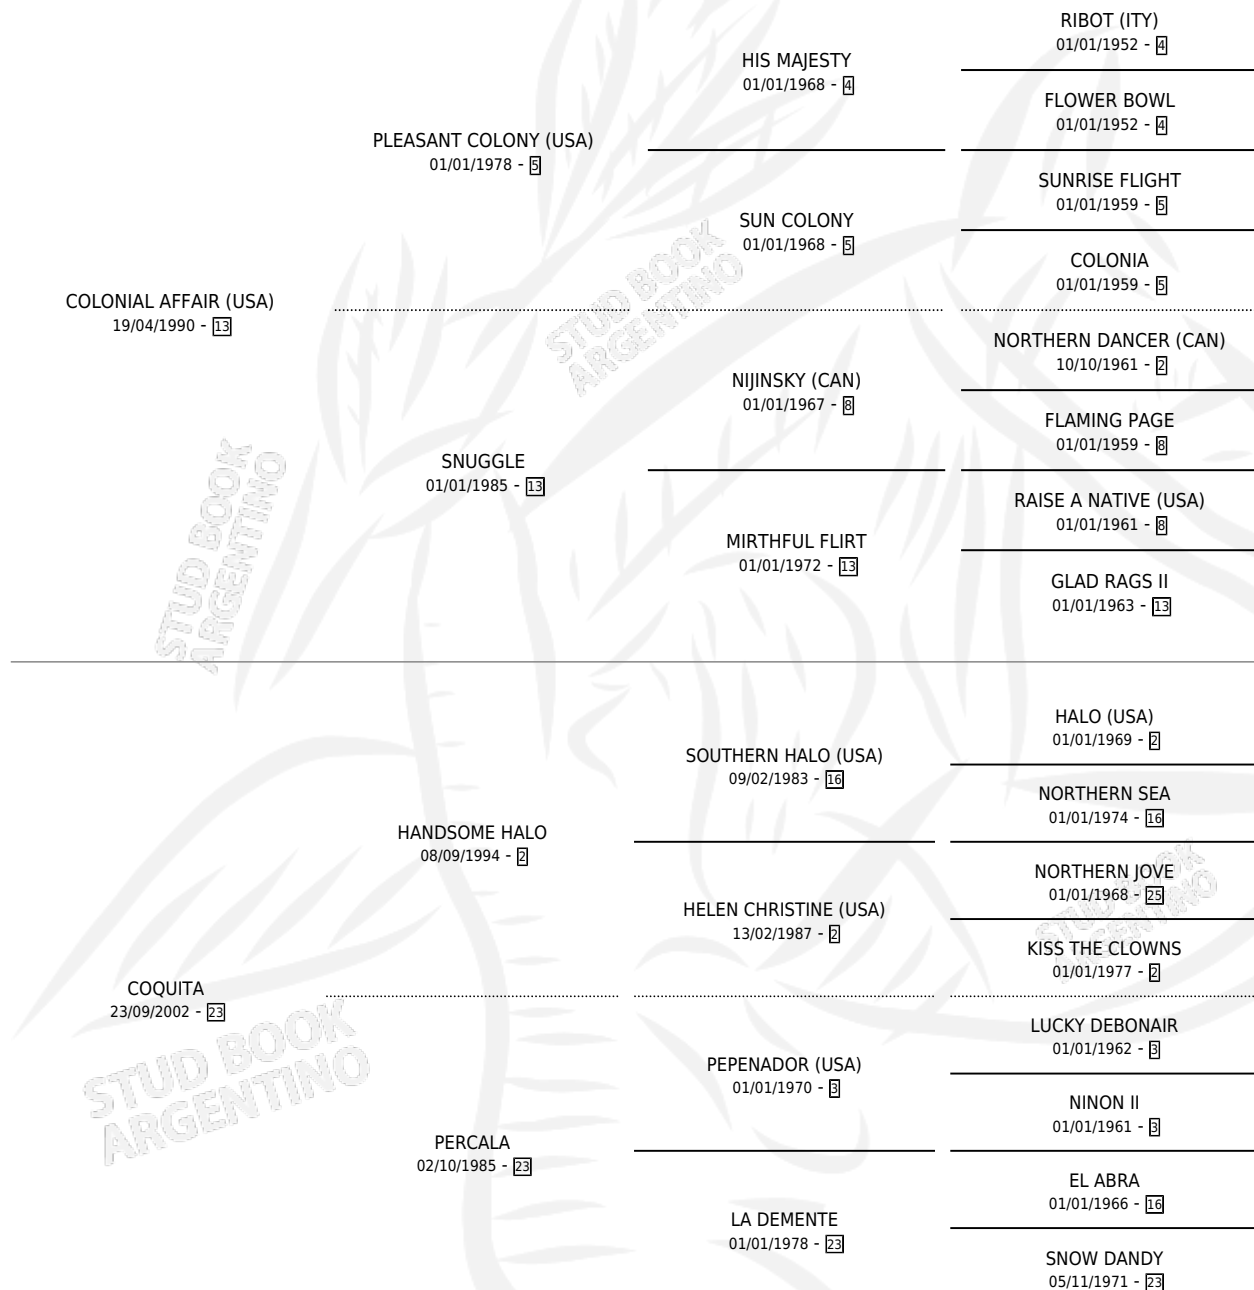 RIBOT (ITY)
01/01/1952 - 4
HIS MAJESTY
01/01/1968 - 4
FLOWER BOWL
01/01/1952 - 4
PLEASANT COLONY (USA)
01/01/1978 - 5
SUNRISE FLIGHT
01/01/1959 - 5
SUN COLONY
01/01/1968 - 5
COLONIA
01/01/1959 - 5
COLONIAL AFFAIR (USA)
19/04/1990 - 13
STUD BOOK
ARGENTINO
NORTHERN DANCER (CAN)
10/10/1961 - 2
NIJINSKY (CAN)
01/01/1967 - 8
FLAMING PAGE
01/01/1959 - 8
SNUGGLE
01/01/1985 - 13
RAISE A NATIVE (USA)
01/01/1961 - 8
MIRTHFUL FLIRT
01/01/1972 - 13
GLAD RAGS II
01/01/1963 - 13
STUD BOOK
ARGENTINO
HALO (USA)
01/01/1969 - 2
SOUTHERN HALO (USA)
09/02/1983 - 16
NORTHERN SEA
01/01/1974 - 16
HANDSOME HALO
08/09/1994 - 2
NORTHERN JOVE
01/01/1968 - 25
STUD BOOK
ARGENTINO
HELEN CHRISTINE (USA)
13/02/1987 - 2
KISS THE CLOWNS
01/01/1977 - 2
COQUITA
23/09/2002 - 23
STUD BOOK
ARGENTINO
LUCKY DEBONAIR
01/01/1962 - 3
PEPENADOR (USA)
01/01/1970 - 3
NINON II
01/01/1961 - 3
PERCALA
02/10/1985 - 23
EL ABRA
01/01/1966 - 16
LA DEMENTE
01/01/1978 - 23
SNOW DANDY
05/11/1971 - 23